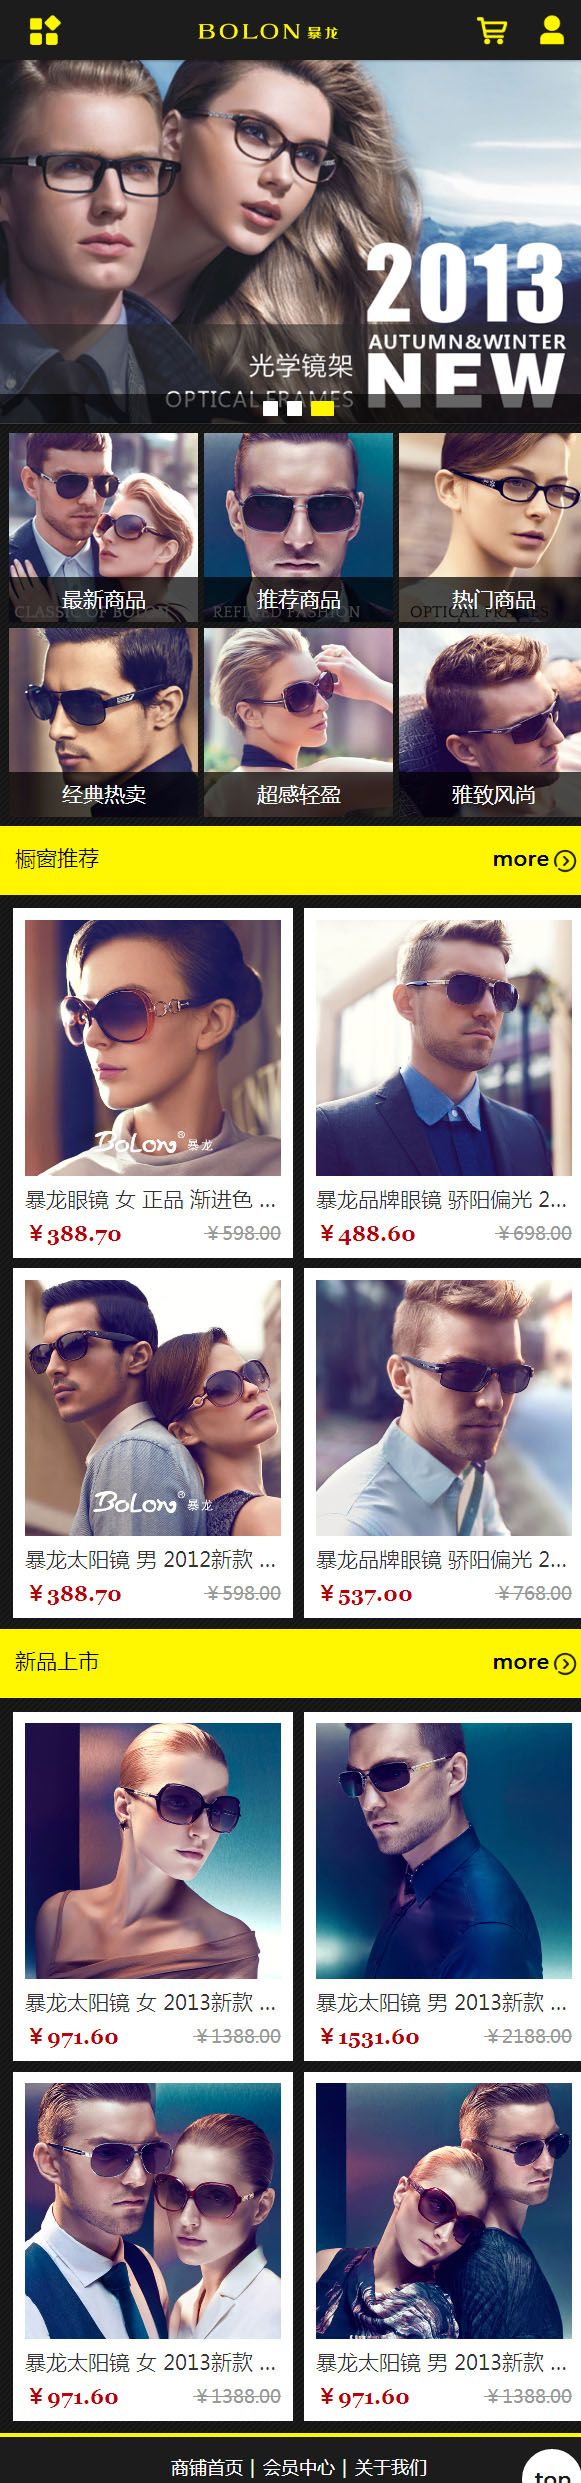 BOLON 暴龙
2013
AUTUMN&WINTER
光学镜架 NEW
OPTICAL FRAMES
最新商品 推荐商品 热门商品
CLASSIC OF BOLON REFINED FASHION OPTICAL FRAMES
经典热卖 超感轻盈 雅致风尚
橱窗推荐 more
BoLon® 暴龙
暴龙眼镜 女 正品 渐进色 ... 暴龙品牌眼镜 骄阳偏光 2...
¥388.70 ¥598.00 ¥488.60 ¥698.00
BoLon® 暴龙
暴龙太阳镜 男 2012新款 ... 暴龙品牌眼镜 骄阳偏光 2...
¥388.70 ¥598.00 ¥537.00 ¥768.00
新品上市 more
暴龙太阳镜 女 2013新款 ... 暴龙太阳镜 男 2013新款 ...
¥971.60 ¥1388.00 ¥1531.60 ¥2188.00
暴龙太阳镜 女 2013新款 ... 暴龙太阳镜 男 2013新款 ...
¥971.60 ¥1388.00 ¥971.60 ¥1388.00
商铺首页 | 会员中心 | 关于我们
top